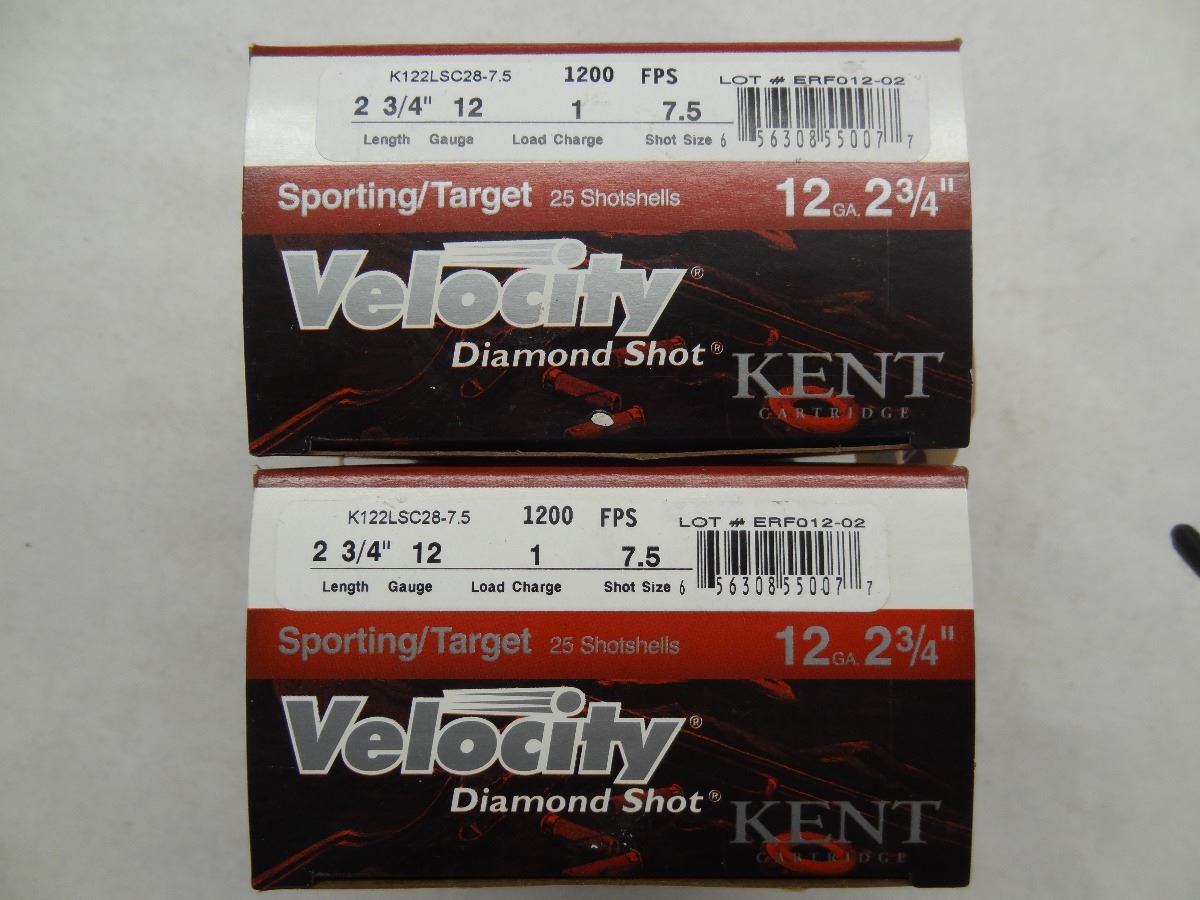 K122LSC28-7.5 1200 FPS LOT # ERF012-02
2 3/4" 12 1 7.5
Length Gauge Load Charge Shot Size 6 56308 55007 7
Sporting/Target 25 Shotshells 12 GA. 2 3/4"
Velocity®
Diamond Shot®
KENT
CARTRIDGE
K122LSC28-7.5 1200 FPS LOT # ERF012-02
2 3/4" 12 1 7.5
Length Gauge Load Charge Shot Size 6 56308 55007 7
Sporting/Target 25 Shotshells 12 GA. 2 3/4"
Velocity®
Diamond Shot®
KENT
CARTRIDGE